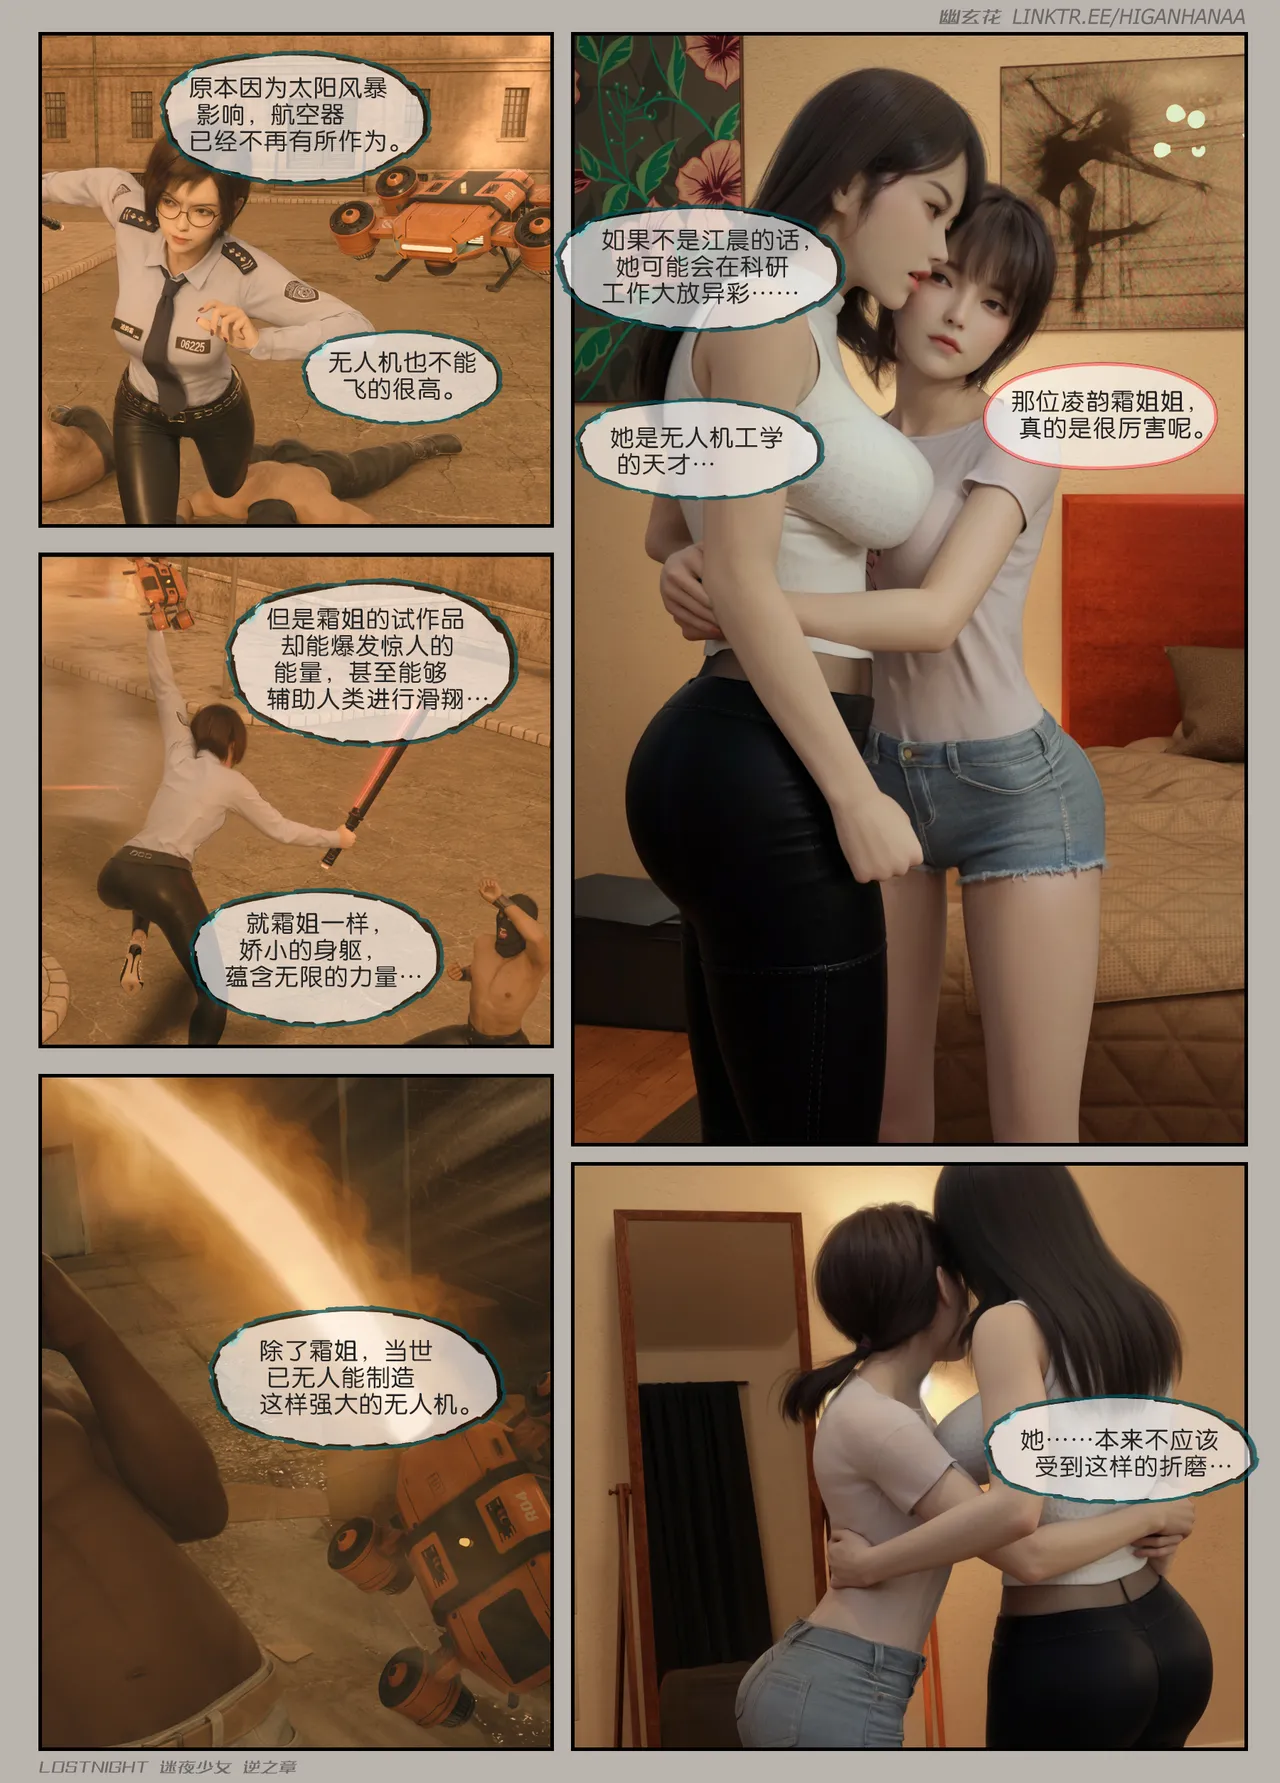 幽玄花 LINKTR.EE/HIGANHANAA
原本因为太阳风暴
影响，航空器
已经不再有所作为。
06225
R04
无人机也不能
飞的很高。
但是霜姐的试作品
却能爆发惊人的
能量，甚至能够
辅助人类进行滑翔…
就霜姐一样，
娇小的身躯，
蕴含无限的力量…
除了霜姐，当世
已无人能制造
这样强大的无人机。
R04
如果不是江晨的话，
她可能会在科研
工作大放异彩……
她是无人机工学
的天才…
那位凌韵霜姐姐，
真的是很厉害呢。
她……本来不应该
受到这样的折磨…
LOSTNIGHT 迷夜少女 逆之章